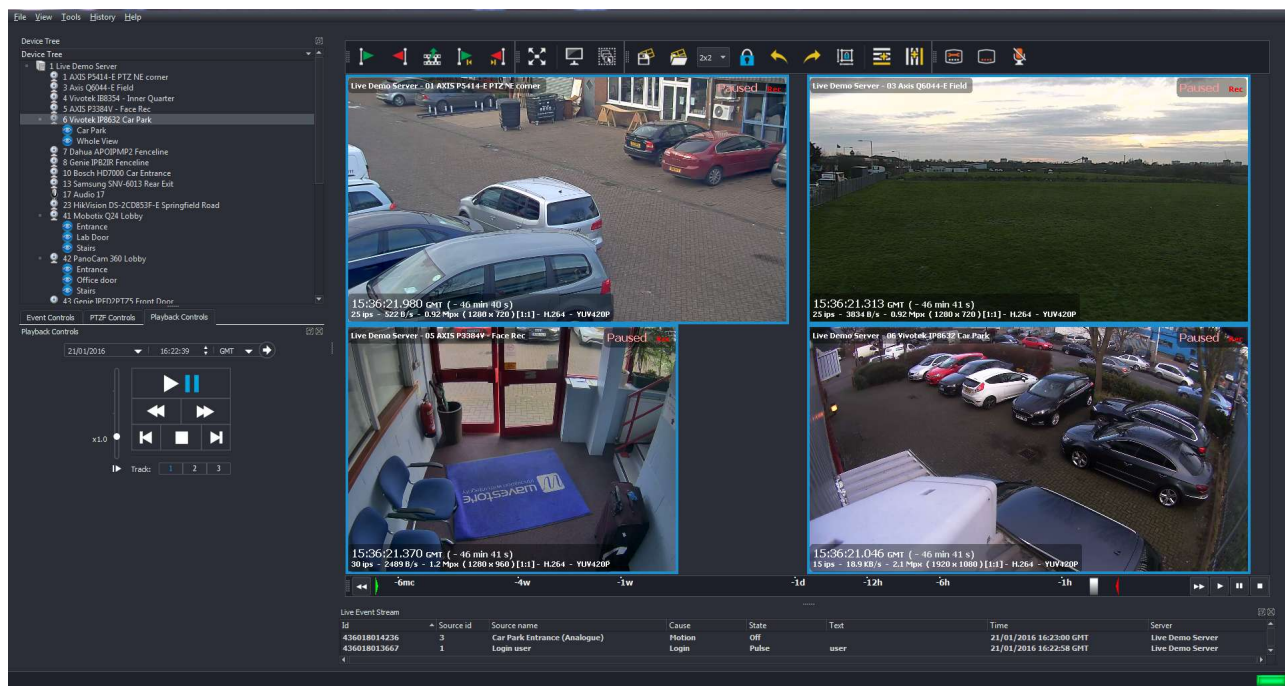 File View Tools History Help
Device Tree
Device Tree
1 Live Demo Server
1 AXIS P5414-E PTZ NE corner
3 Axis Q6044-E Field
4 Vivotek IB8354 - Inner Quarter
5 AXIS P3384V - Face Rec
6 Vivotek IP8632 Car Park
Car Park
Whole View
7 Dahua APOIPMP2 Fenceline
8 Genie IPB2IR Fenceline
10 Bosch HD7000 Car Entrance
13 Samsung SNV-6013 Rear Exit
17 Audio 17
23 HikVision DS-2CD853F-E Springfield Road
41 Mobotix Q24 Lobby
Entrance
Lab Door
Stairs
42 PanoCam 360 Lobby
Entrance
Office door
Stairs
43 Genie IPED2PTZ5 Front Door
Event Controls PTZF Controls Playback Controls
Playback Controls
21/01/2016 16:22:39 GMT
x1.0
Track: 1 2 3
2x2
Live Demo Server - 01 AXIS P5414-E PTZ NE corner
Paused Rec
15:36:21.980 GMT ( - 46 min 40 s)
25 ips - 522 B/s - 0.92 Mpx ( 1280 x 720 ) [1:1] - H.264 - YUV420P
Live Demo Server - 03 Axis Q6044-E Field
Paused Rec
15:36:21.313 GMT ( - 46 min 41 s)
25 ips - 3834 B/s - 0.92 Mpx ( 1280 x 720 ) [1:1] - H.264 - YUV420P
Live Demo Server - 05 AXIS P3384V - Face Rec
Paused Rec
wavestore
15:36:21.370 GMT ( - 46 min 41 s)
30 ips - 2489 B/s - 1.2 Mpx ( 1280 x 960 ) [1:1] - H.264 - YUV420P
Live Demo Server - 06 Vivotek IP8632 Car Park
Paused Rec
15:36:21.046 GMT ( - 46 min 41 s)
15 ips - 18.9 KB/s - 2.1 Mpx ( 1920 x 1080 ) [1:1] - H.264 - YUV420P
-6mc -4w -1w -1d -12h -6h -1h
Live Event Stream
Id Source id Source name Cause State Text Time Server
436018014236 3 Car Park Entrance (Analogue) Motion Off 21/01/2016 16:23:00 GMT Live Demo Server
436018013667 1 Login user Login Pulse user 21/01/2016 16:22:58 GMT Live Demo Server